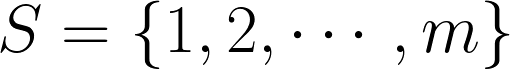 S = {1, 2, · · · , m}